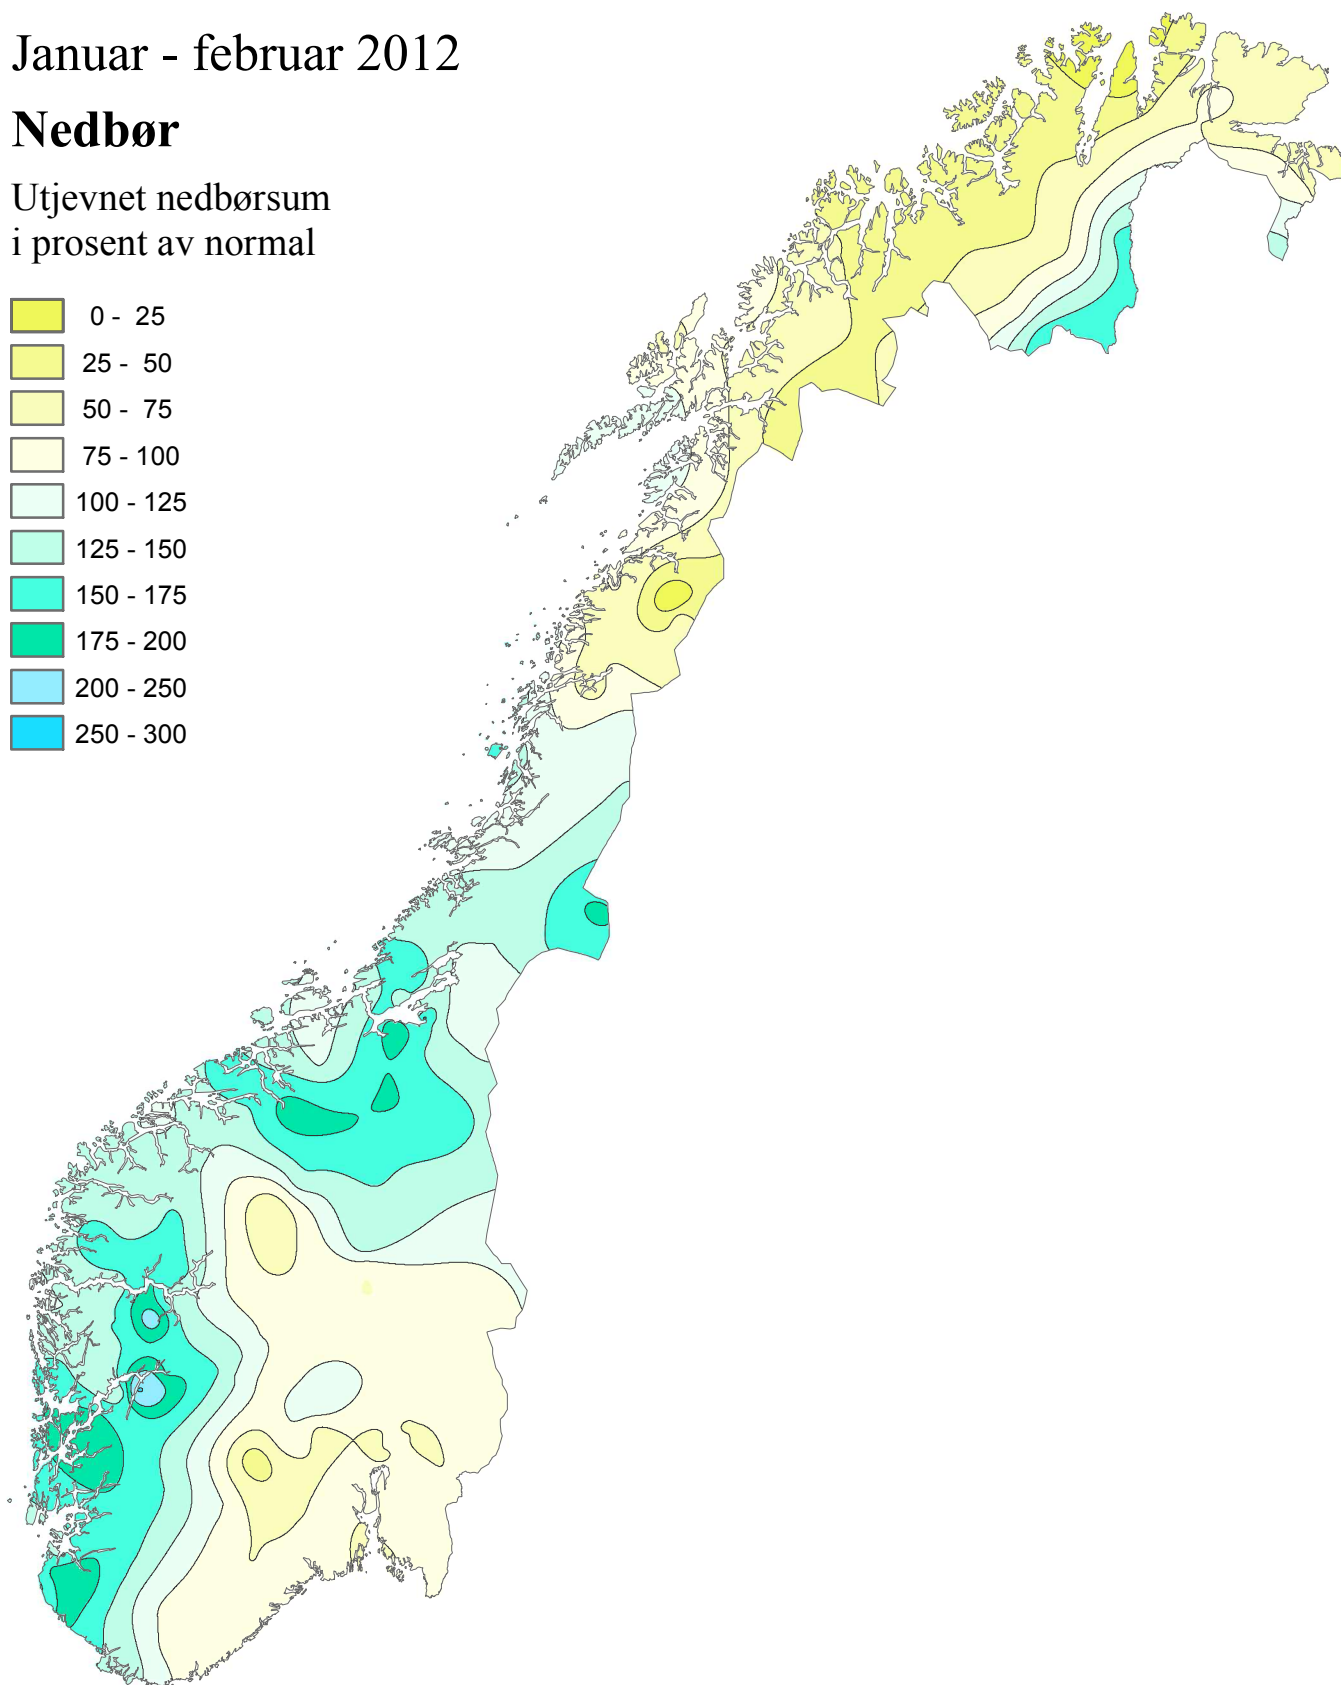 Januar - februar 2012
Nedbør
Utjevnet nedbørsum
i prosent av normal
0 - 25
25 - 50
50 - 75
75 - 100
100 - 125
125 - 150
150 - 175
175 - 200
200 - 250
250 - 300